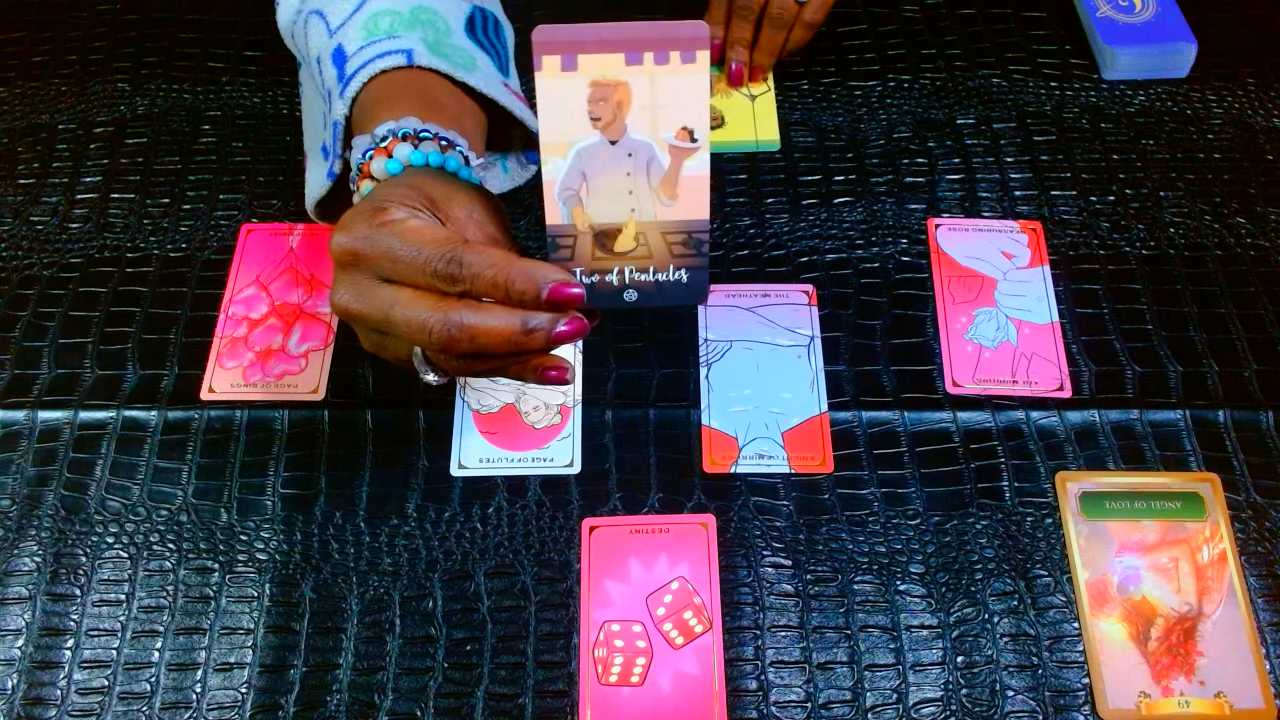 Two of Pentacles
PAGE OF RINGS
PAGE OF FLUTES
THE MEATHEAD
KNIGHT OF MIRRORS
MEASURING ROSE
DESTINY
ANGEL OF LOVE
49